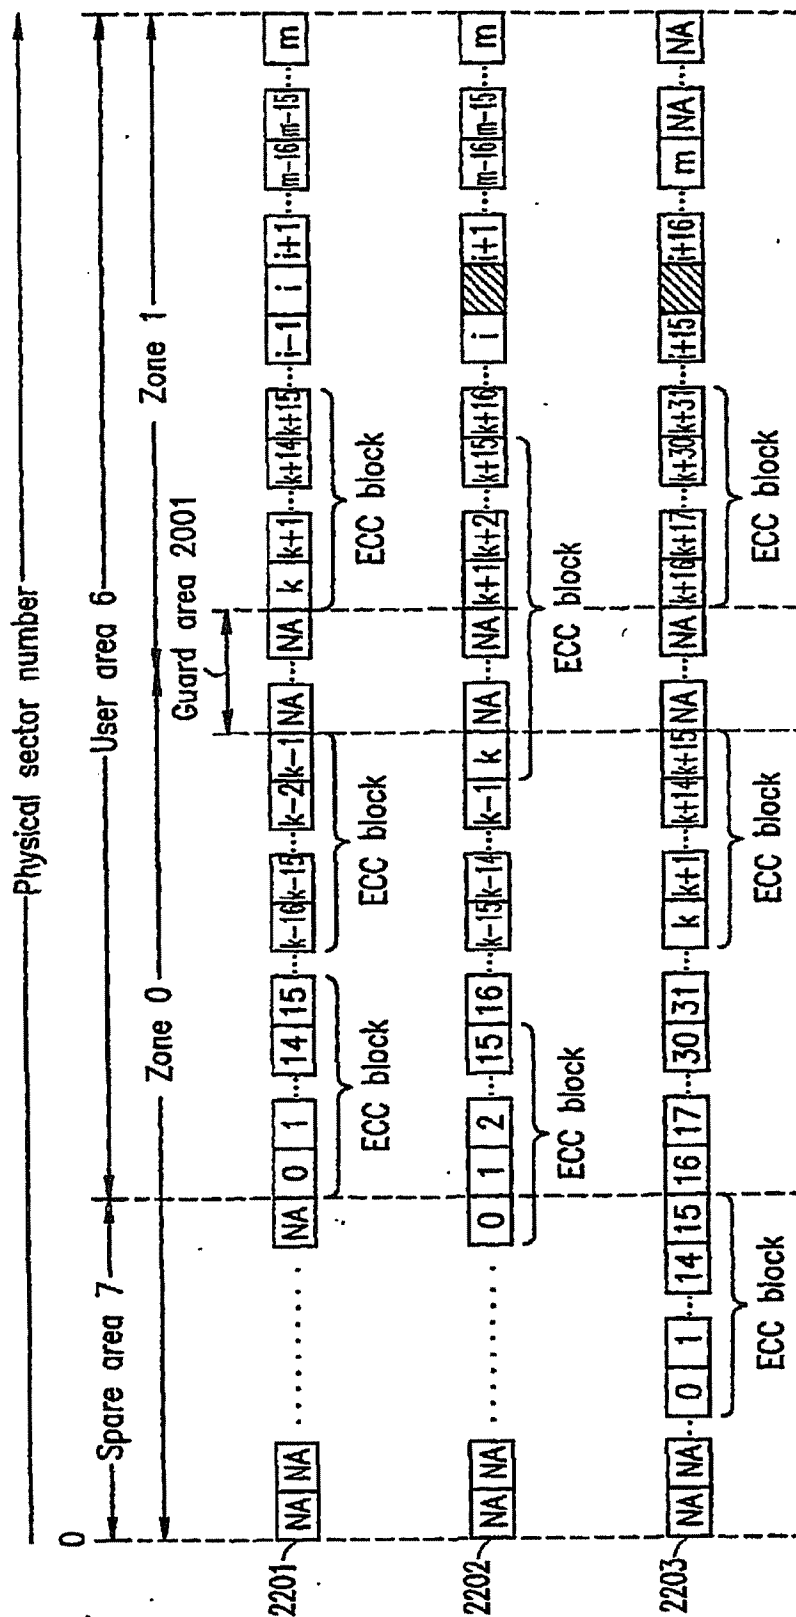 Physical sector number
0
Spare area 7
User area 6
Zone 0
Zone 1
Guard area 2001
2201
NA NA ........ NA 0 1 ... 14 15 ... k-16 k-15 ... k-2 k-1 NA ... NA k k+1 ... k+14 k+15 ... i-1 i i+1 ... m-16 m-15 ... m
ECC block
ECC block
ECC block
2202
NA NA ........ 0 1 2 ... 15 16 ... k-15 k-14 ... k-1 k NA ... NA k+1 k+2 ... k+15 k+16 ... i i+1 ... m-16 m-15 ... m
ECC block
ECC block
2203
NA NA ... 0 1 ... 14 15 16 17 ... 30 31 ... k k+1 ... k+14 k+15 NA ... NA k+16 k+17 ... k+30 k+31 ... i+15 i+16 ... m NA ... NA
ECC block
ECC block
ECC block